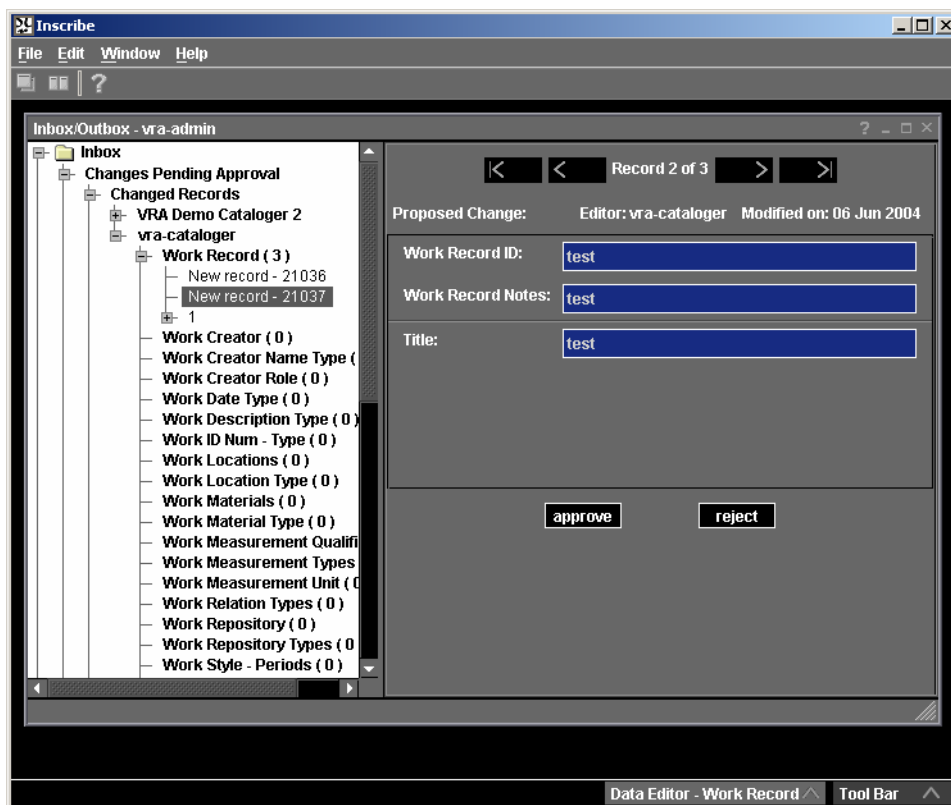 Inscribe
File Edit Window Help
?
Inbox/Outbox - vra-admin
Inbox
Changes Pending Approval
Changed Records
VRA Demo Cataloger 2
vra-cataloger
Work Record ( 3 )
New record - 21036
New record - 21037
1
Work Creator ( 0 )
Work Creator Name Type (
Work Creator Role ( 0 )
Work Date Type ( 0 )
Work Description Type ( 0 )
Work ID Num - Type ( 0 )
Work Locations ( 0 )
Work Location Type ( 0 )
Work Materials ( 0 )
Work Material Type ( 0 )
Work Measurement Qualifi
Work Measurement Types
Work Measurement Unit ( 0
Work Relation Types ( 0 )
Work Repository ( 0 )
Work Repository Types ( 0
Work Style - Periods ( 0 )
Record 2 of 3
Proposed Change: Editor: vra-cataloger Modified on: 06 Jun 2004
Work Record ID: test
Work Record Notes: test
Title: test
approve reject
Data Editor - Work Record Tool Bar